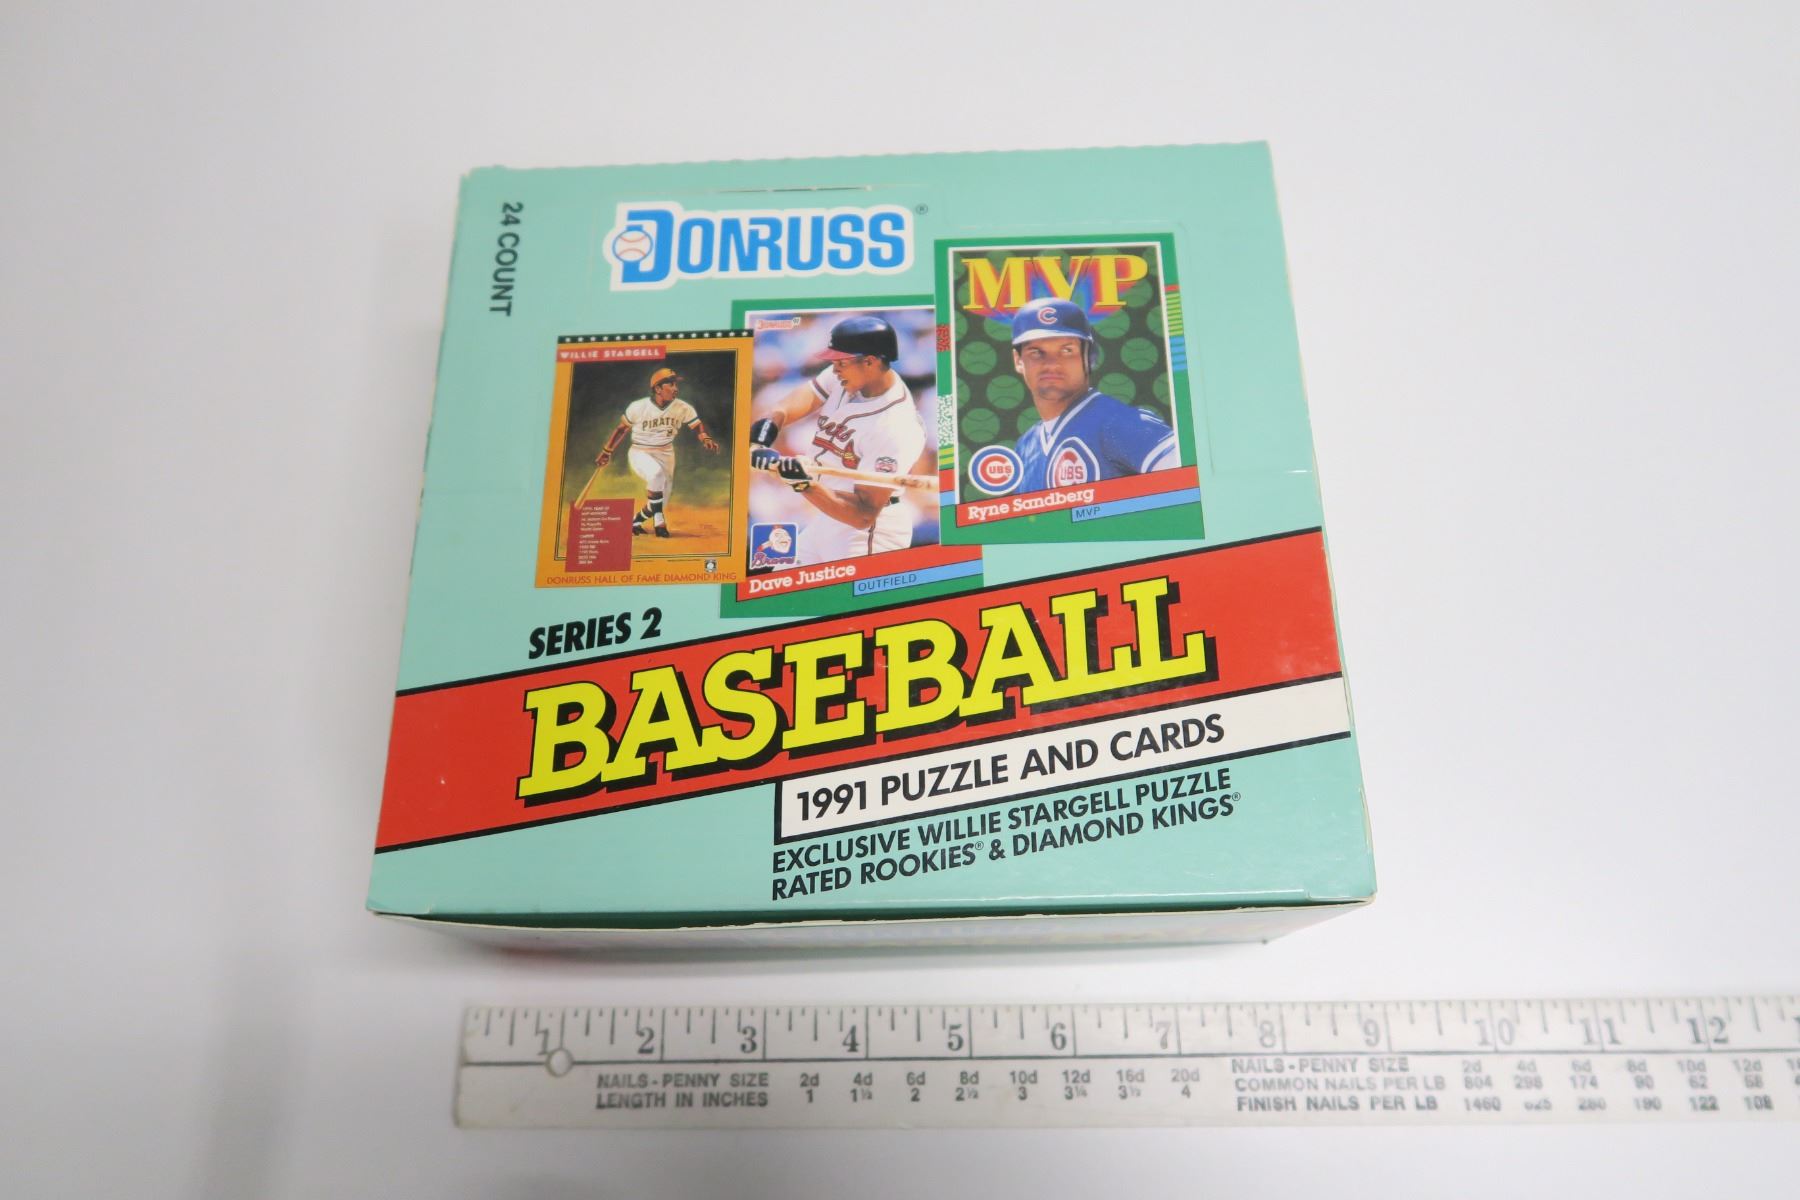 24 COUNT
DONRUSS®
MVP
WILLIE STARGELL
DONRUSS '91
PIRATES
C
CUBS
CUBS
Braves
Ryne Sandberg
MVP
DONRUSS HALL OF FAME DIAMOND KING
Dave Justice
OUTFIELD
SERIES 2
BASEBALL
1991 PUZZLE AND CARDS
EXCLUSIVE WILLIE STARGELL PUZZLE
RATED ROOKIES® & DIAMOND KINGS®
1 2 3 4 5 6 7 8 9 10 11 12
NAILS-PENNY SIZE 2d 4d 6d 8d 10d 12d 16d 20d
LENGTH IN INCHES 1 1½ 2 2½ 3 3¼ 3½ 4
NAILS-PENNY SIZE 2d 4d 6d 8d 10d 12d
COMMON NAILS PER LB 804 296 174 90 62
FINISH NAILS PER LB 1460 190 122 108